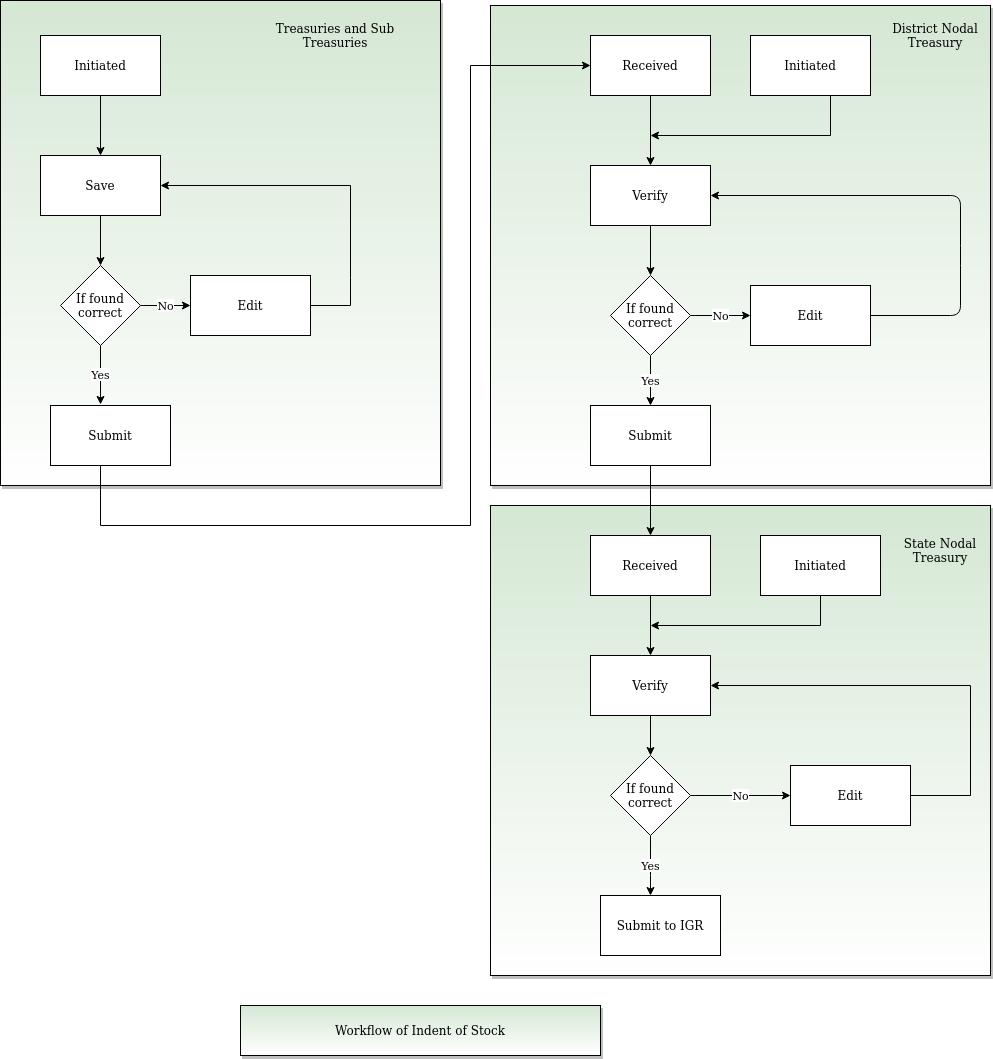 Treasuries and Sub
Treasuries
Initiated
Save
If found
correct
No
Edit
Yes
Submit
District Nodal
Treasury
Received
Initiated
Verify
If found
correct
No
Edit
Yes
Submit
State Nodal
Treasury
Received
Initiated
Verify
If found
correct
No
Edit
Yes
Submit to IGR
Workflow of Indent of Stock